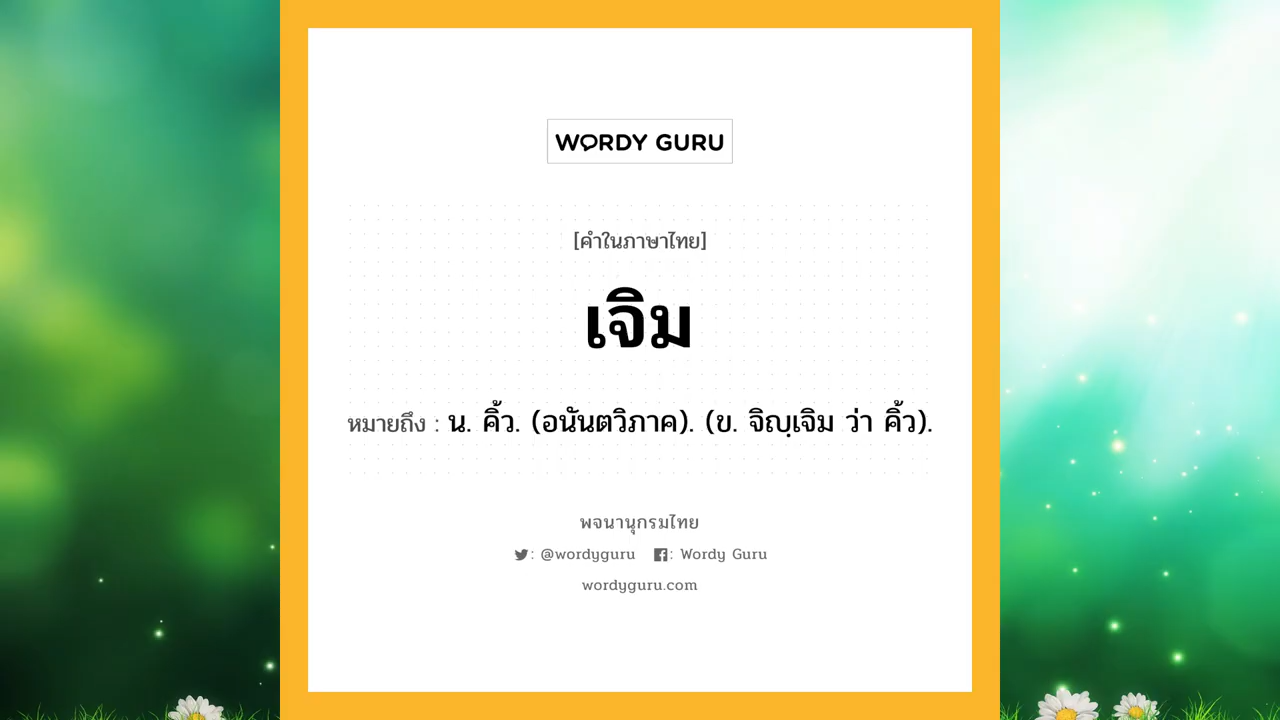 WORDY GURU
[คำในภาษาไทย]
เจิม
หมายถึง : น. คิ้ว. (อนันตวิภาค). (ข. จิญฺเจิม ว่า คิ้ว).
พจนานุกรมไทย
: @wordyguru : Wordy Guru
wordyguru.com